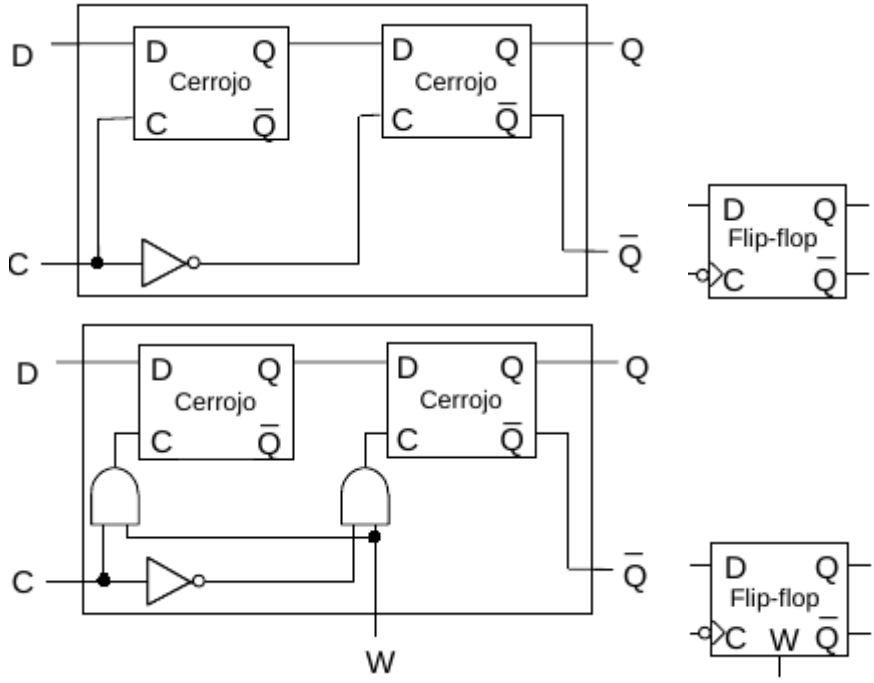 D
D Q
Cerrojo
C Q̅
D Q
Cerrojo
C Q̅
Q
C
Q̅
D Q
Flip-flop
C Q̅
D
D Q
Cerrojo
C Q̅
D Q
Cerrojo
C Q̅
Q
C
Q̅
W
D Q
Flip-flop
C W Q̅